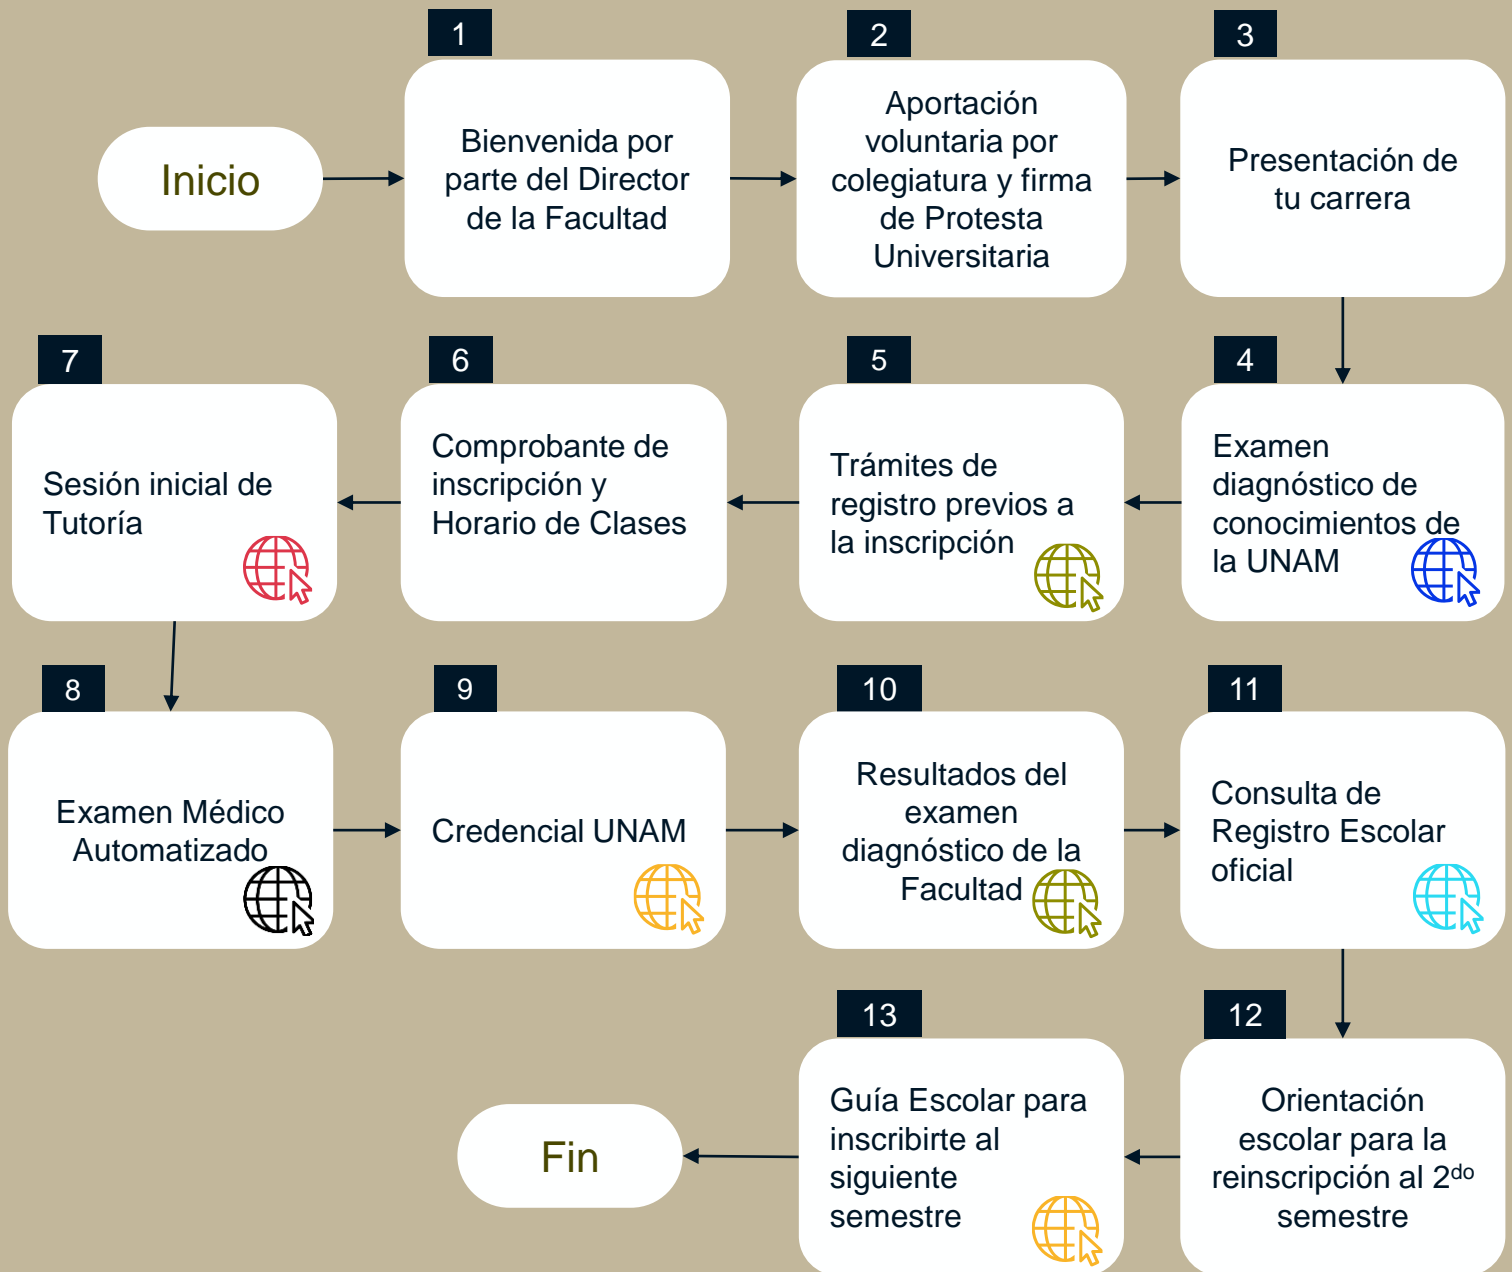 Inicio
1
Bienvenida por
parte del Director
de la Facultad
2
Aportación
voluntaria por
colegiatura y firma
de Protesta
Universitaria
3
Presentación de
tu carrera
4
Examen
diagnóstico de
conocimientos de
la UNAM
5
Trámites de
registro previos a
la inscripción
6
Comprobante de
inscripción y
Horario de Clases
7
Sesión inicial de
Tutoría
8
Examen Médico
Automatizado
9
Credencial UNAM
10
Resultados del
examen
diagnóstico de la
Facultad
11
Consulta de
Registro Escolar
oficial
12
Orientación
escolar para la
reinscripción al 2do
semestre
13
Guía Escolar para
inscribirte al
siguiente
semestre
Fin